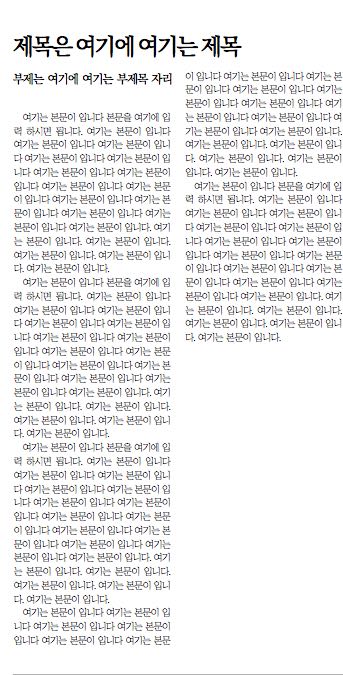 제목은 여기에 여기는 제목
부제는 여기에 여기는 부제목 자리
여기는 본문이 입니다 본문을 여기에 입
력 하시면 됩니다. 여기는 본문이 입니다
여기는 본문이 입니다 여기는 본문이 입니
다 여기는 본문이 입니다 여기는 본문이 입
니다 여기는 본문이 입니다 여기는 본문이
입니다 여기는 본문이 입니다 여기는 본문
이 입니다 여기는 본문이 입니다 여기는 본
문이 입니다 여기는 본문이 입니다 여기는
본문이 입니다 여기는 본문이 입니다. 여기
는 본문이 입니다. 여기는 본문이 입니다.
여기는 본문이 입니다. 여기는 본문이 입니
다. 여기는 본문이 입니다.
여기는 본문이 입니다 본문을 여기에 입
력 하시면 됩니다. 여기는 본문이 입니다
여기는 본문이 입니다 여기는 본문이 입니
다 여기는 본문이 입니다 여기는 본문이 입
니다 여기는 본문이 입니다 여기는 본문이
입니다 여기는 본문이 입니다 여기는 본문
이 입니다 여기는 본문이 입니다 여기는 본
문이 입니다 여기는 본문이 입니다 여기는
본문이 입니다 여기는 본문이 입니다. 여기
는 본문이 입니다. 여기는 본문이 입니다.
여기는 본문이 입니다. 여기는 본문이 입니
다. 여기는 본문이 입니다.
여기는 본문이 입니다 본문을 여기에 입
력 하시면 됩니다. 여기는 본문이 입니다
여기는 본문이 입니다 여기는 본문이 입니
다 여기는 본문이 입니다 여기는 본문이 입
니다 여기는 본문이 입니다 여기는 본문이
입니다 여기는 본문이 입니다 여기는 본문
이 입니다 여기는 본문이 입니다 여기는 본
문이 입니다 여기는 본문이 입니다 여기는
본문이 입니다 여기는 본문이 입니다. 여기
는 본문이 입니다. 여기는 본문이 입니다.
여기는 본문이 입니다. 여기는 본문이 입니
다. 여기는 본문이 입니다.
여기는 본문이 입니다 여기는 본문이 입
니다 여기는 본문이 입니다 여기는 본문이
입니다 여기는 본문이 입니다 여기는 본문
이 입니다 여기는 본문이 입니다 여기는 본
문이 입니다 여기는 본문이 입니다 여기는
본문이 입니다 여기는 본문이 입니다 여기
는 본문이 입니다 여기는 본문이 입니다 여
기는 본문이 입니다 여기는 본문이 입니다.
여기는 본문이 입니다. 여기는 본문이 입니
다. 여기는 본문이 입니다. 여기는 본문이
입니다. 여기는 본문이 입니다.
여기는 본문이 입니다 본문을 여기에 입
력 하시면 됩니다. 여기는 본문이 입니다
여기는 본문이 입니다 여기는 본문이 입니
다 여기는 본문이 입니다 여기는 본문이 입
니다 여기는 본문이 입니다 여기는 본문이
입니다 여기는 본문이 입니다 여기는 본문
이 입니다 여기는 본문이 입니다 여기는 본
문이 입니다 여기는 본문이 입니다 여기는
본문이 입니다 여기는 본문이 입니다. 여기
는 본문이 입니다. 여기는 본문이 입니다.
여기는 본문이 입니다. 여기는 본문이 입니
다. 여기는 본문이 입니다.